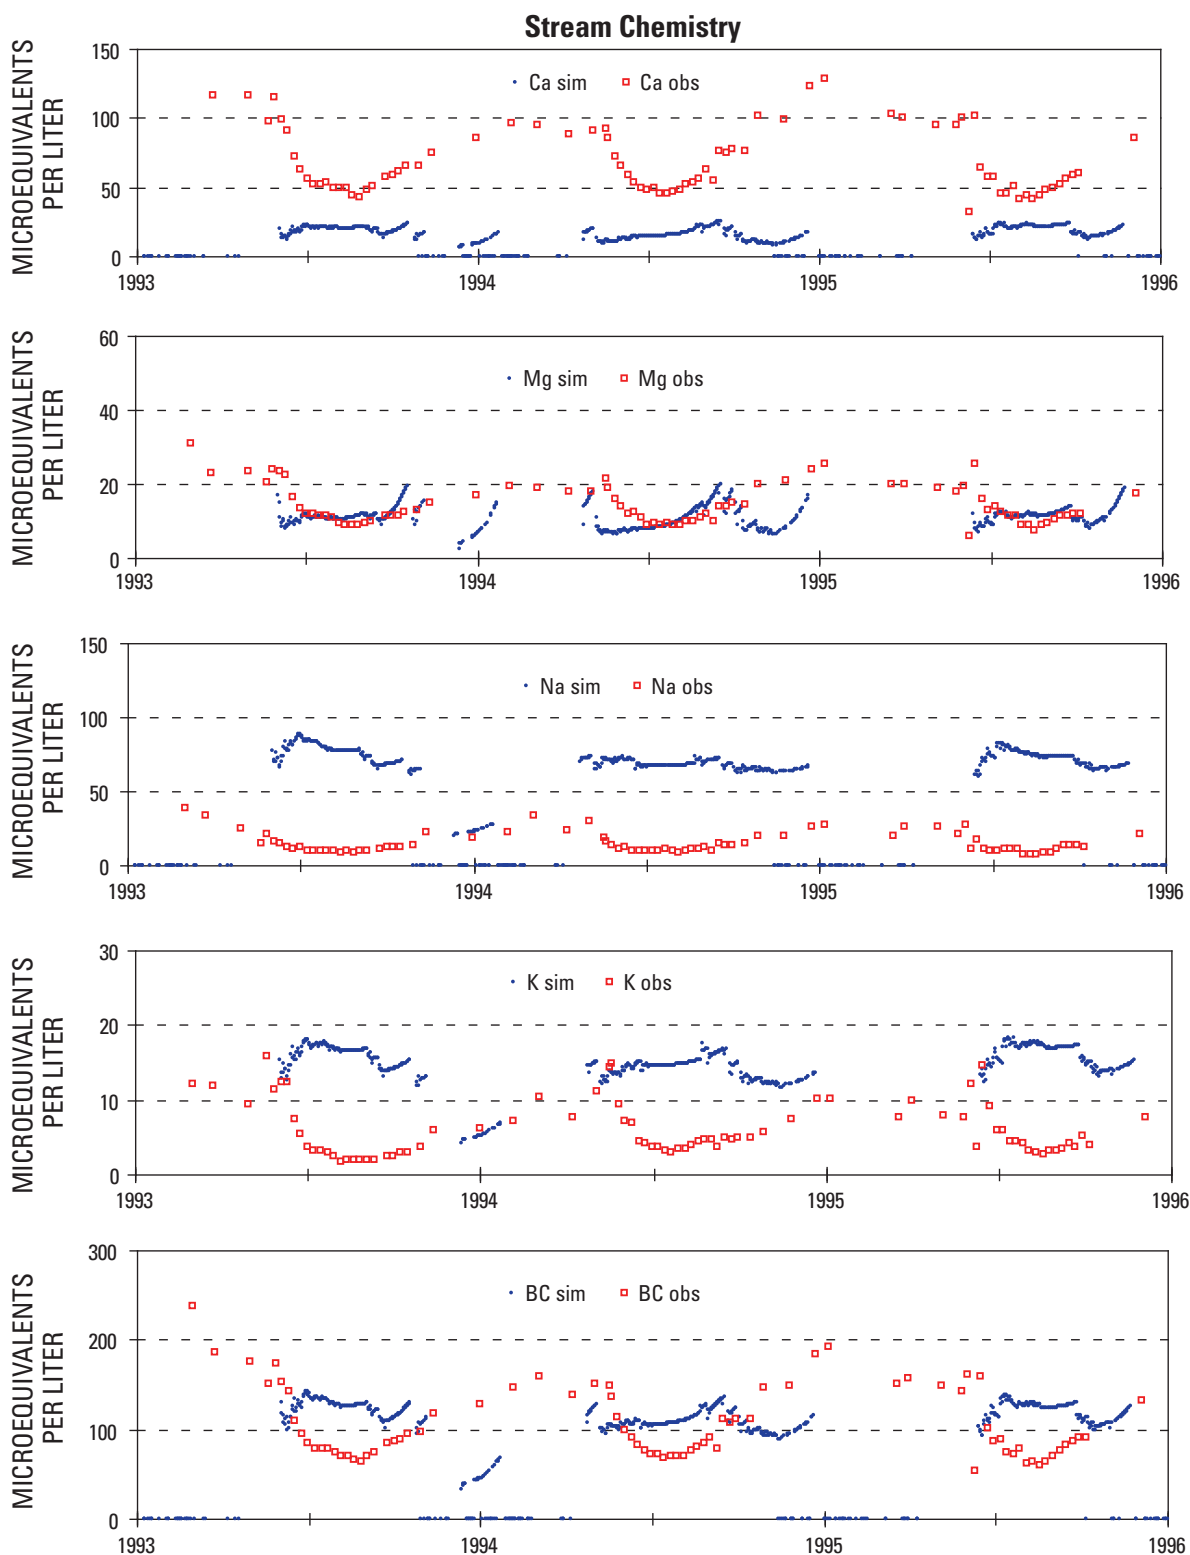 Stream Chemistry
MICROEQUIVALENTS
PER LITER
150
100
50
0
Ca sim
Ca obs
1993
1994
1995
1996
MICROEQUIVALENTS
PER LITER
60
40
20
0
Mg sim
Mg obs
1993
1994
1995
1996
MICROEQUIVALENTS
PER LITER
150
100
50
0
Na sim
Na obs
1993
1994
1995
1996
MICROEQUIVALENTS
PER LITER
30
20
10
0
K sim
K obs
1993
1994
1995
1996
MICROEQUIVALENTS
PER LITER
300
200
100
0
BC sim
BC obs
1993
1994
1995
1996